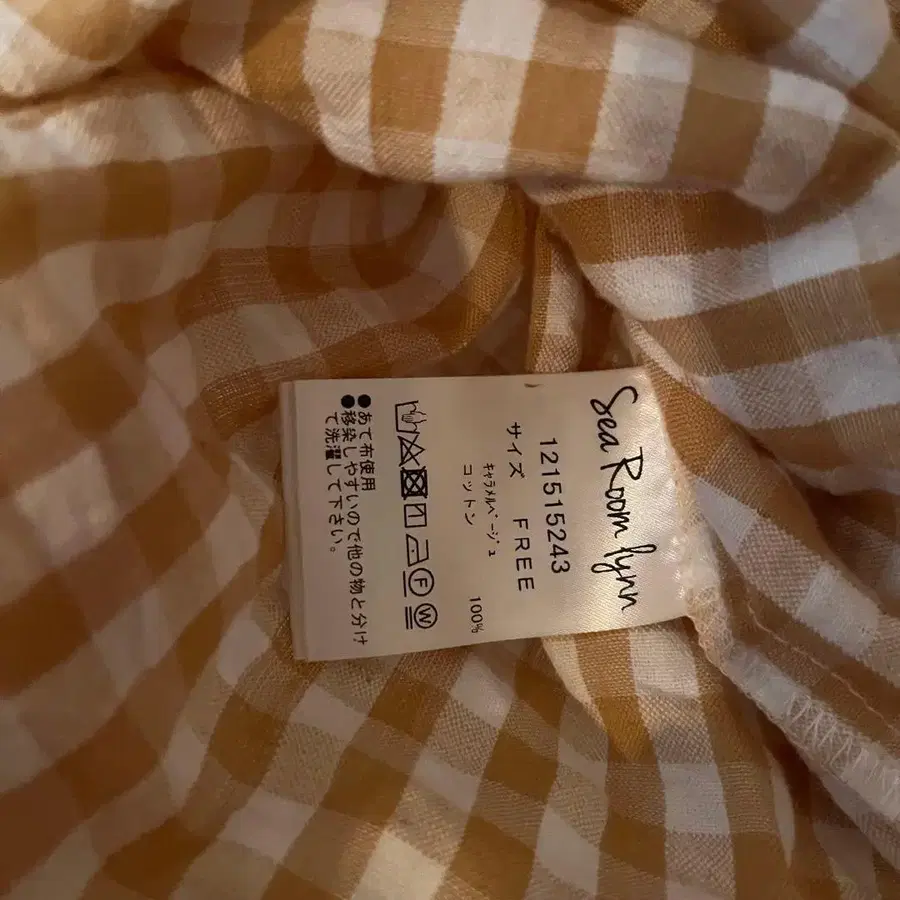 Sea Room lynn
121515243
サイズ FREE
キャラメルベージュ
コットン 100%
F W
●あて布使用
●移染しやすいので他の物と分け
て洗濯して下さい。